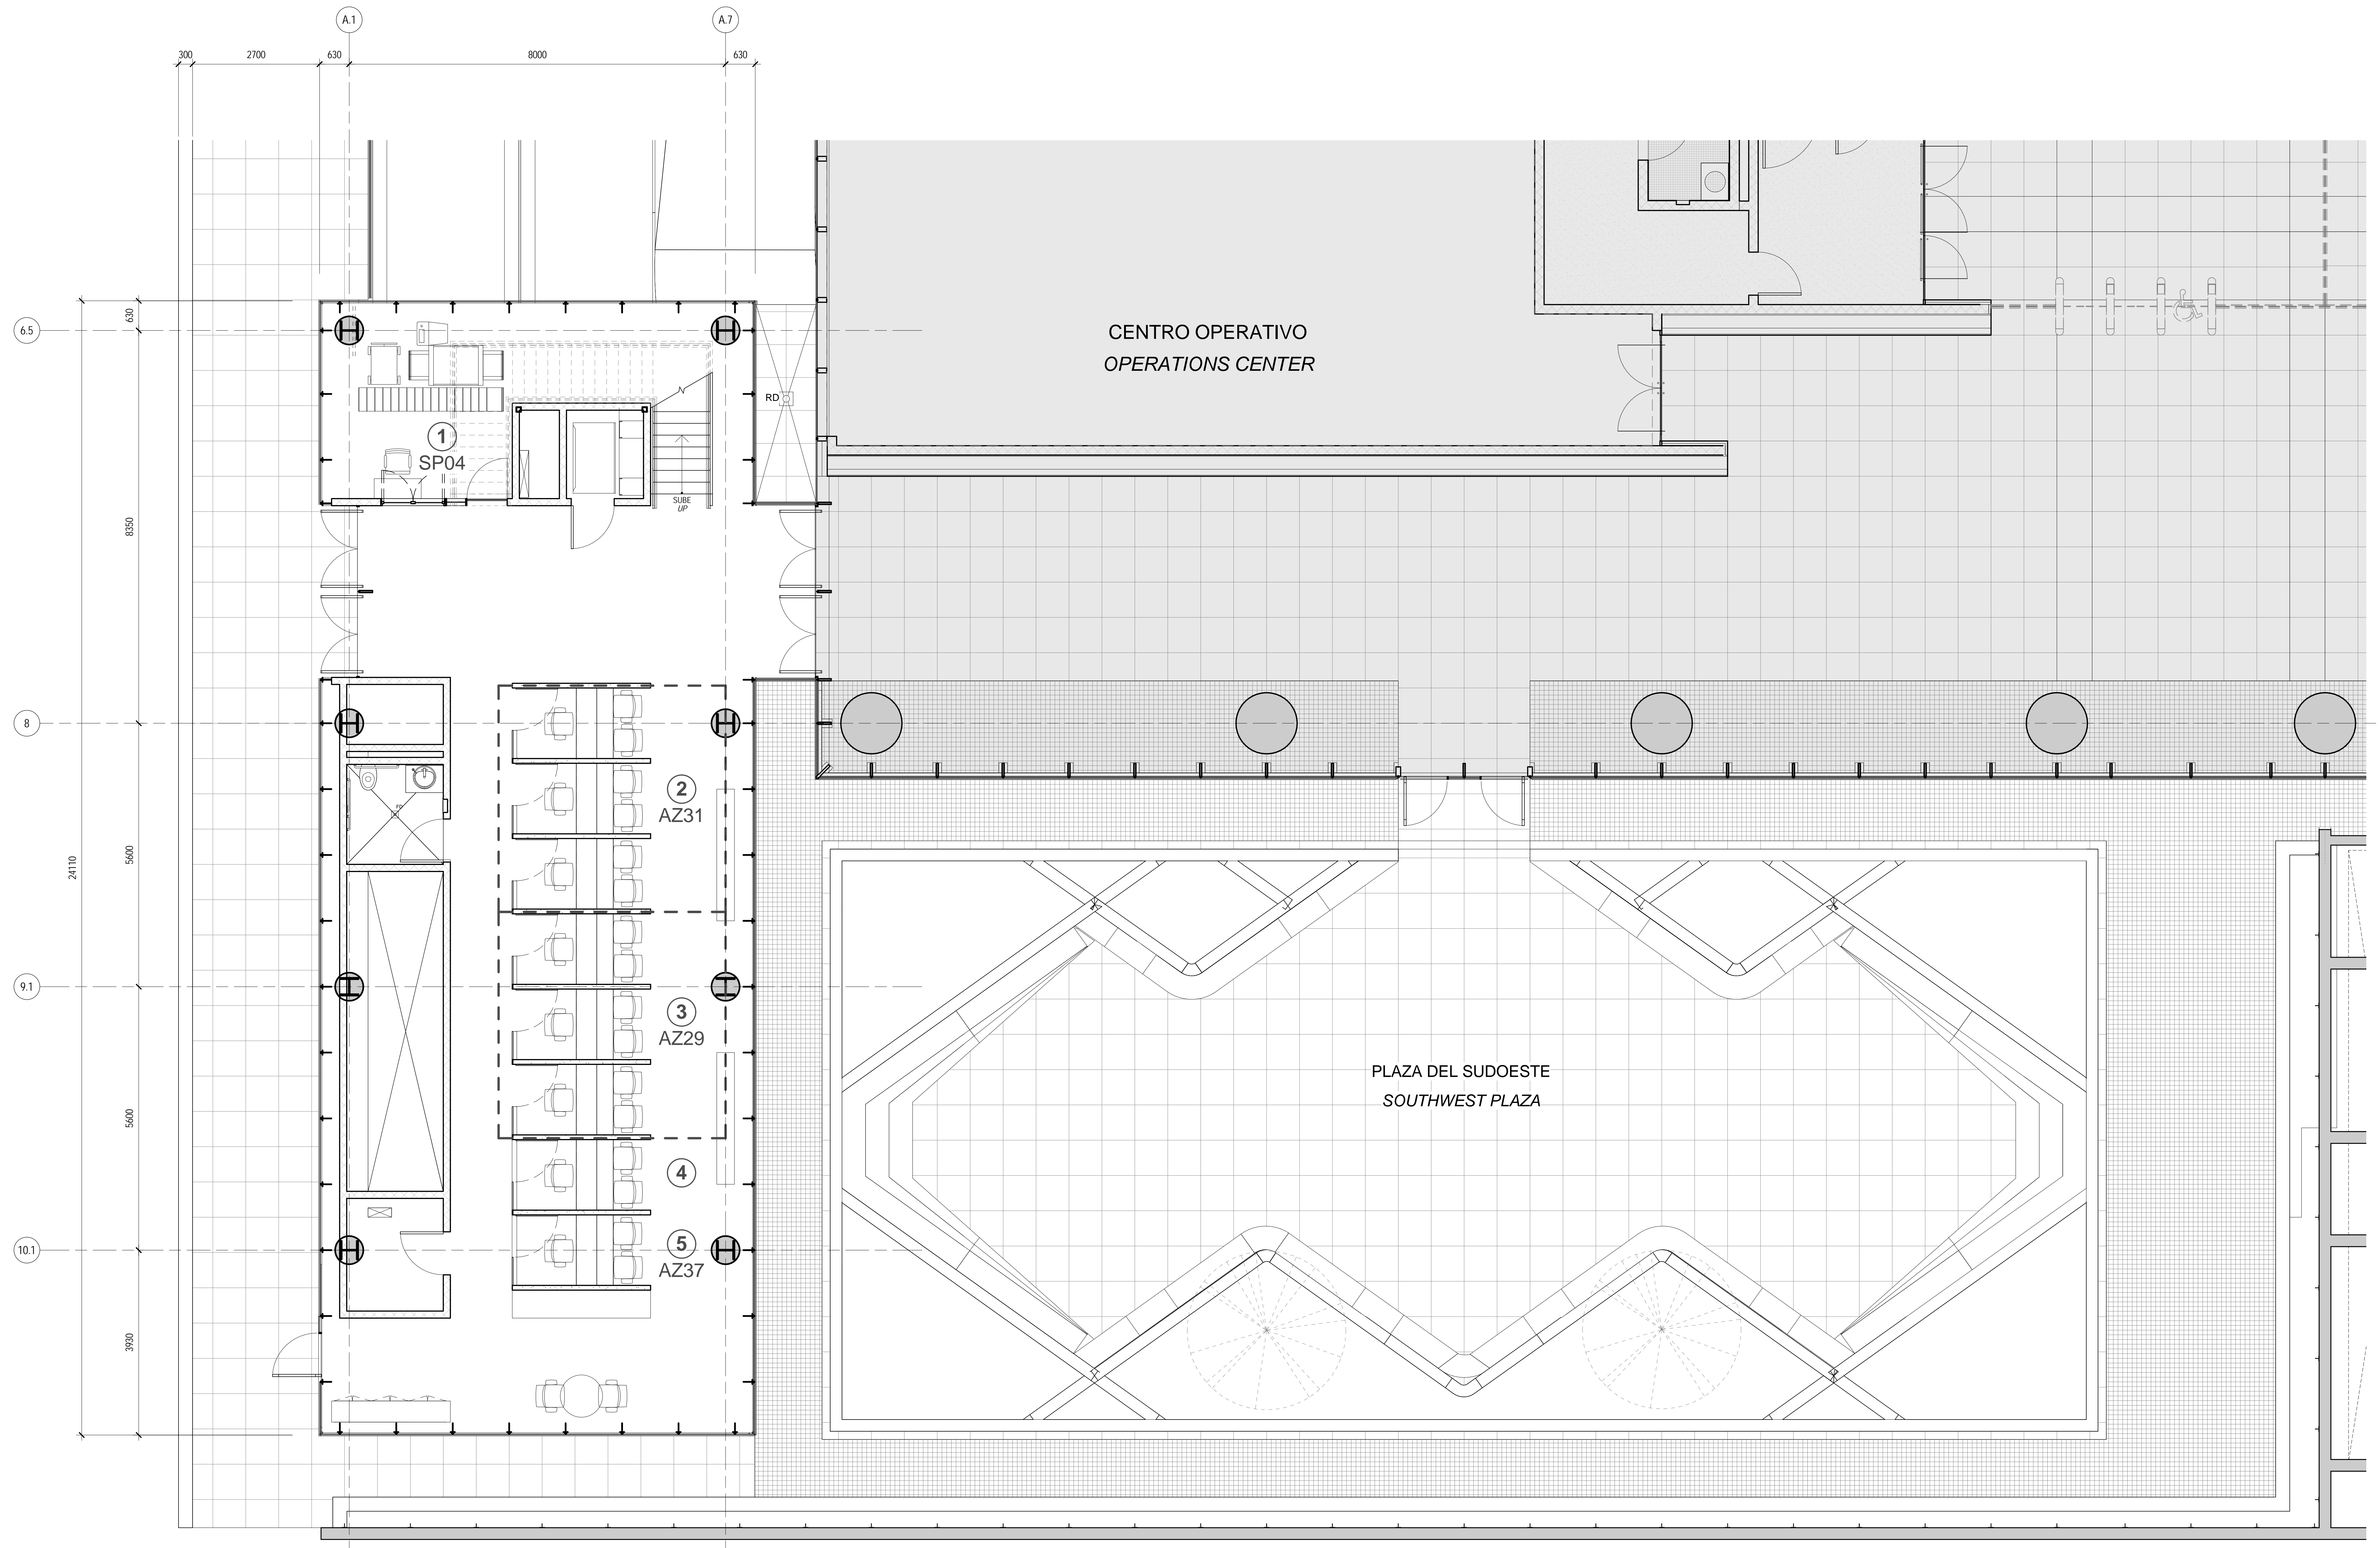 A.1
A.7
300
2700
630
8000
630
6.5
630
CENTRO OPERATIVO
OPERATIONS CENTER
RD
1
SP04
SUBE
UP
N
8350
8
2
AZ31
FD
5600
24110
9.1
3
AZ29
PLAZA DEL SUDOESTE
SOUTHWEST PLAZA
5600
4
10.1
5
AZ37
3930